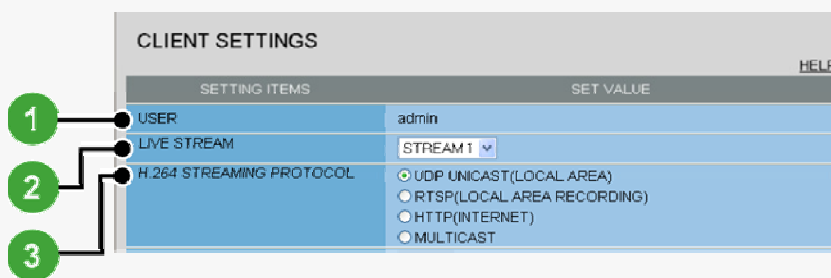 CLIENT SETTINGS
HELP
SETTING ITEMS SET VALUE
1 USER admin
2 LIVE STREAM STREAM 1
3 H.264 STREAMING PROTOCOL UDP UNICAST(LOCAL AREA)
RTSP(LOCAL AREA RECORDING)
HTTP(INTERNET)
MULTICAST